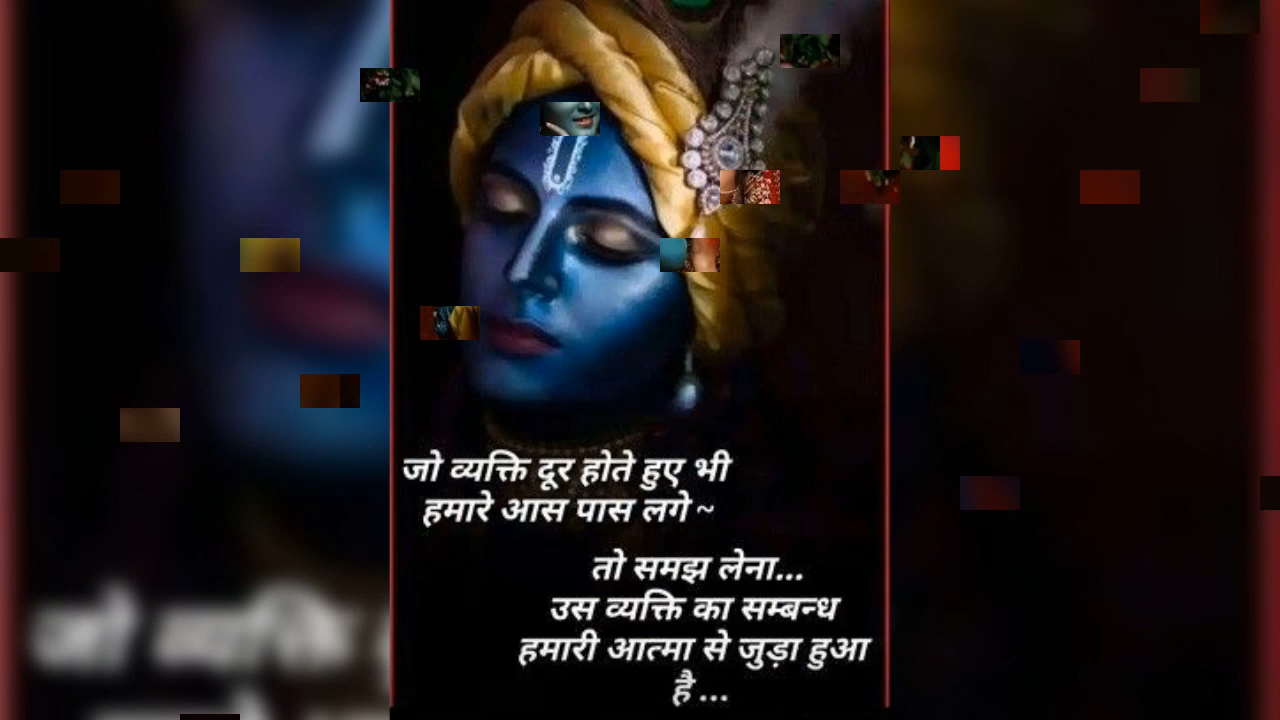 जो व्यक्ति दूर होते हुए भी
हमारे आस पास लगे ~
तो समझ लेना...
उस व्यक्ति का सम्बन्ध
हमारी आत्मा से जुड़ा हुआ
है ...